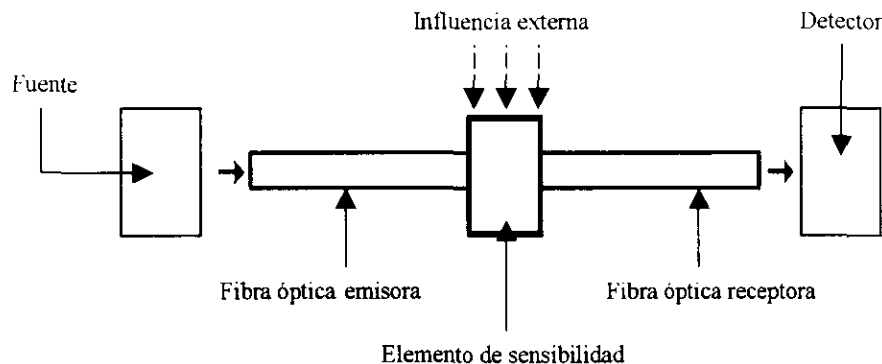 Influencia externa
Detector
Fuente
Fibra óptica emisora
Fibra óptica receptora
Elemento de sensibilidad